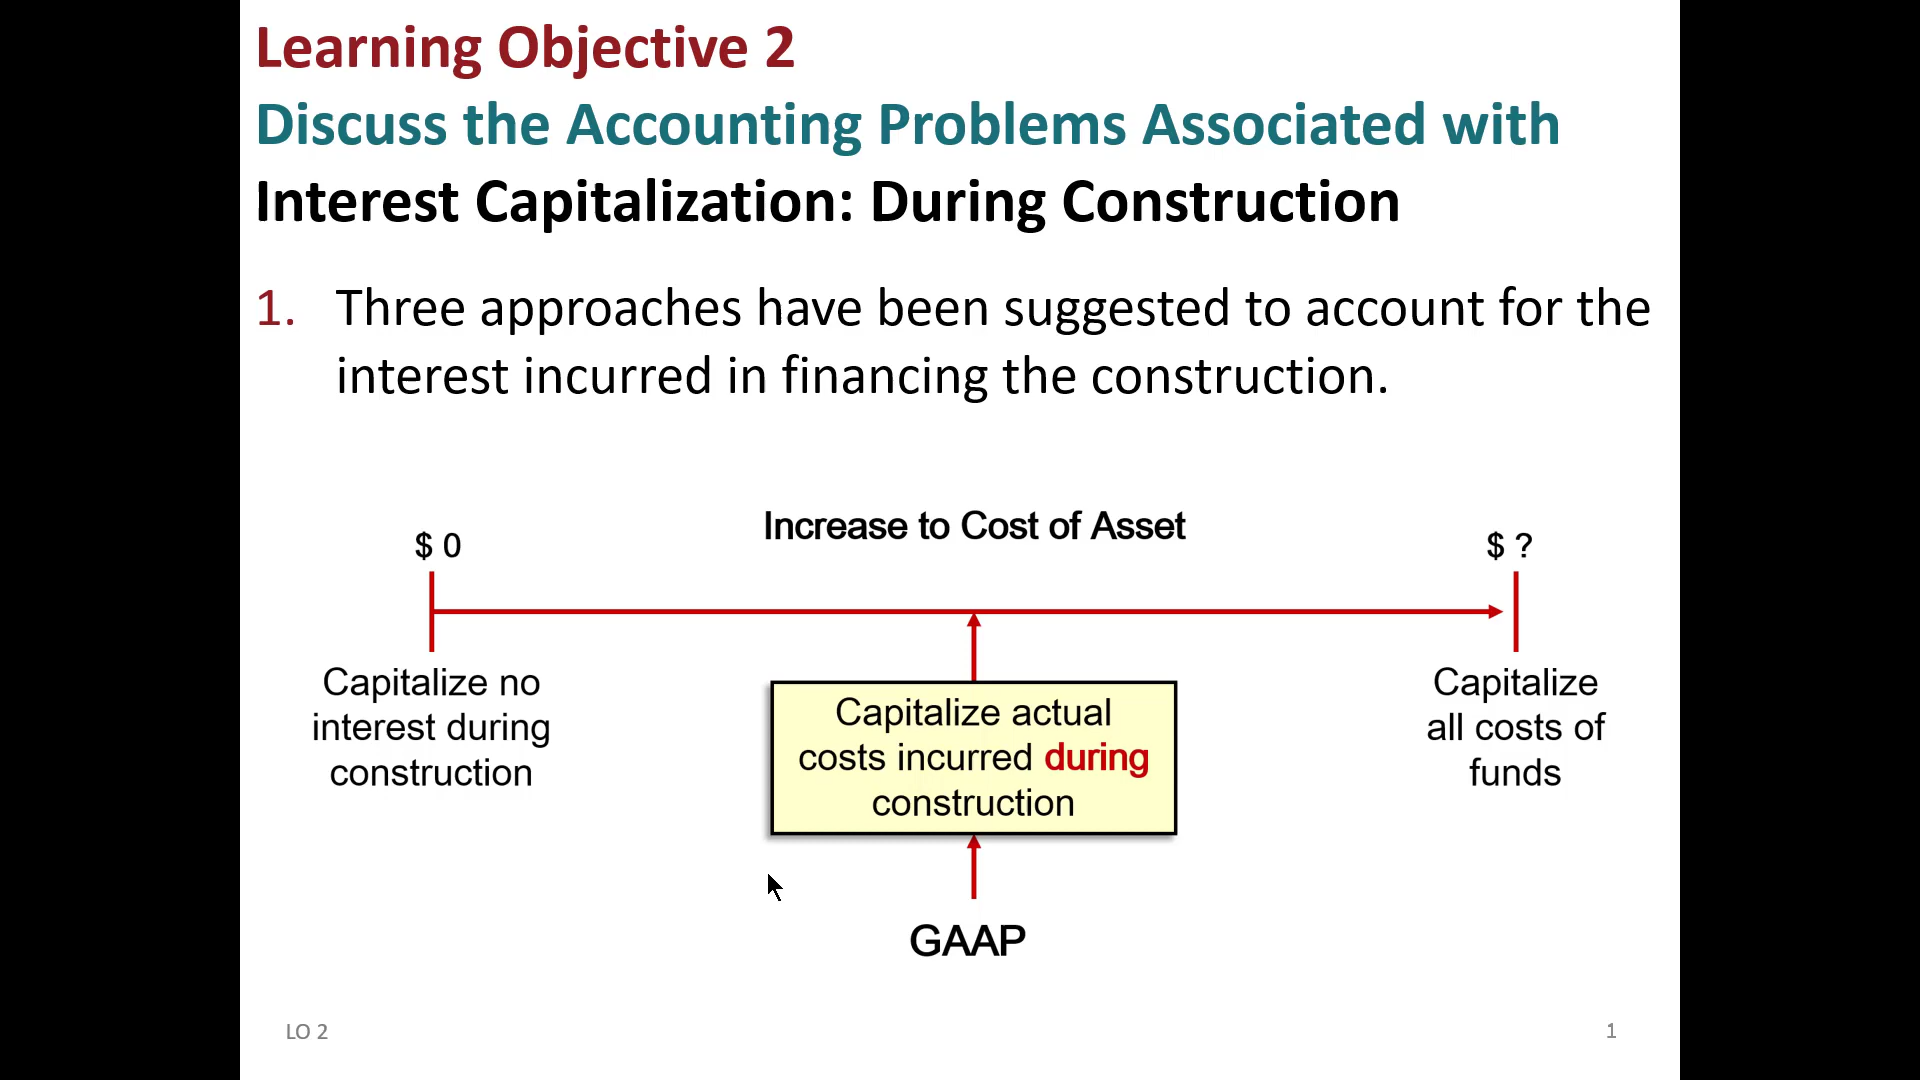 Learning Objective 2
Discuss the Accounting Problems Associated with
Interest Capitalization: During Construction
1. Three approaches have been suggested to account for the
interest incurred in financing the construction.
Increase to Cost of Asset
$ 0
$ ?
Capitalize no
interest during
construction
Capitalize actual
costs incurred during
construction
Capitalize
all costs of
funds
GAAP
LO 2
1